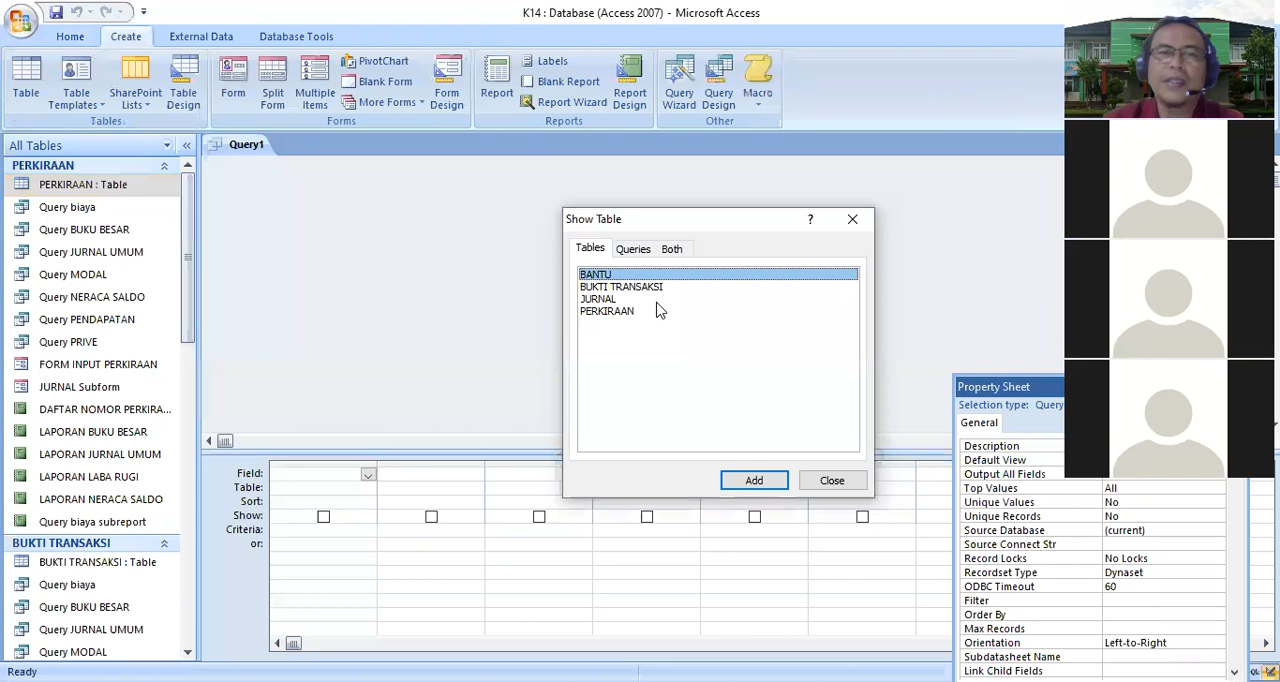 K14 : Database (Access 2007) - Microsoft Access
Home Create External Data Database Tools
Table
Table Templates
SharePoint Lists
Table Design
Tables
Form
Split Form
Multiple Items
PivotChart
Blank Form
More Forms
Form Design
Forms
Report
Labels
Blank Report
Report Wizard
Report Design
Reports
Query Wizard
Query Design
Macro
Other
All Tables
PERKIRAAN
PERKIRAAN : Table
Query biaya
Query BUKU BESAR
Query JURNAL UMUM
Query MODAL
Query NERACA SALDO
Query PENDAPATAN
Query PRIVE
FORM INPUT PERKIRAAN
JURNAL Subform
DAFTAR NOMOR PERKIRA...
LAPORAN BUKU BESAR
LAPORAN JURNAL UMUM
LAPORAN LABA RUGI
LAPORAN NERACA SALDO
Query biaya subreport
BUKTI TRANSAKSI
BUKTI TRANSAKSI : Table
Query biaya
Query BUKU BESAR
Query JURNAL UMUM
Query MODAL
Query1
Show Table
?
Tables Queries Both
BANTU
BUKTI TRANSAKSI
JURNAL
PERKIRAAN
Add Close
Field:
Table:
Sort:
Show:
Criteria:
or:
Property Sheet
Selection type: Query
General
Description
Default View
Output All Fields
Top Values All
Unique Values No
Unique Records No
Source Database (current)
Source Connect Str
Record Locks No Locks
Recordset Type Dynaset
ODBC Timeout 60
Filter
Order By
Max Records
Orientation Left-to-Right
Subdatasheet Name
Link Child Fields
Ready